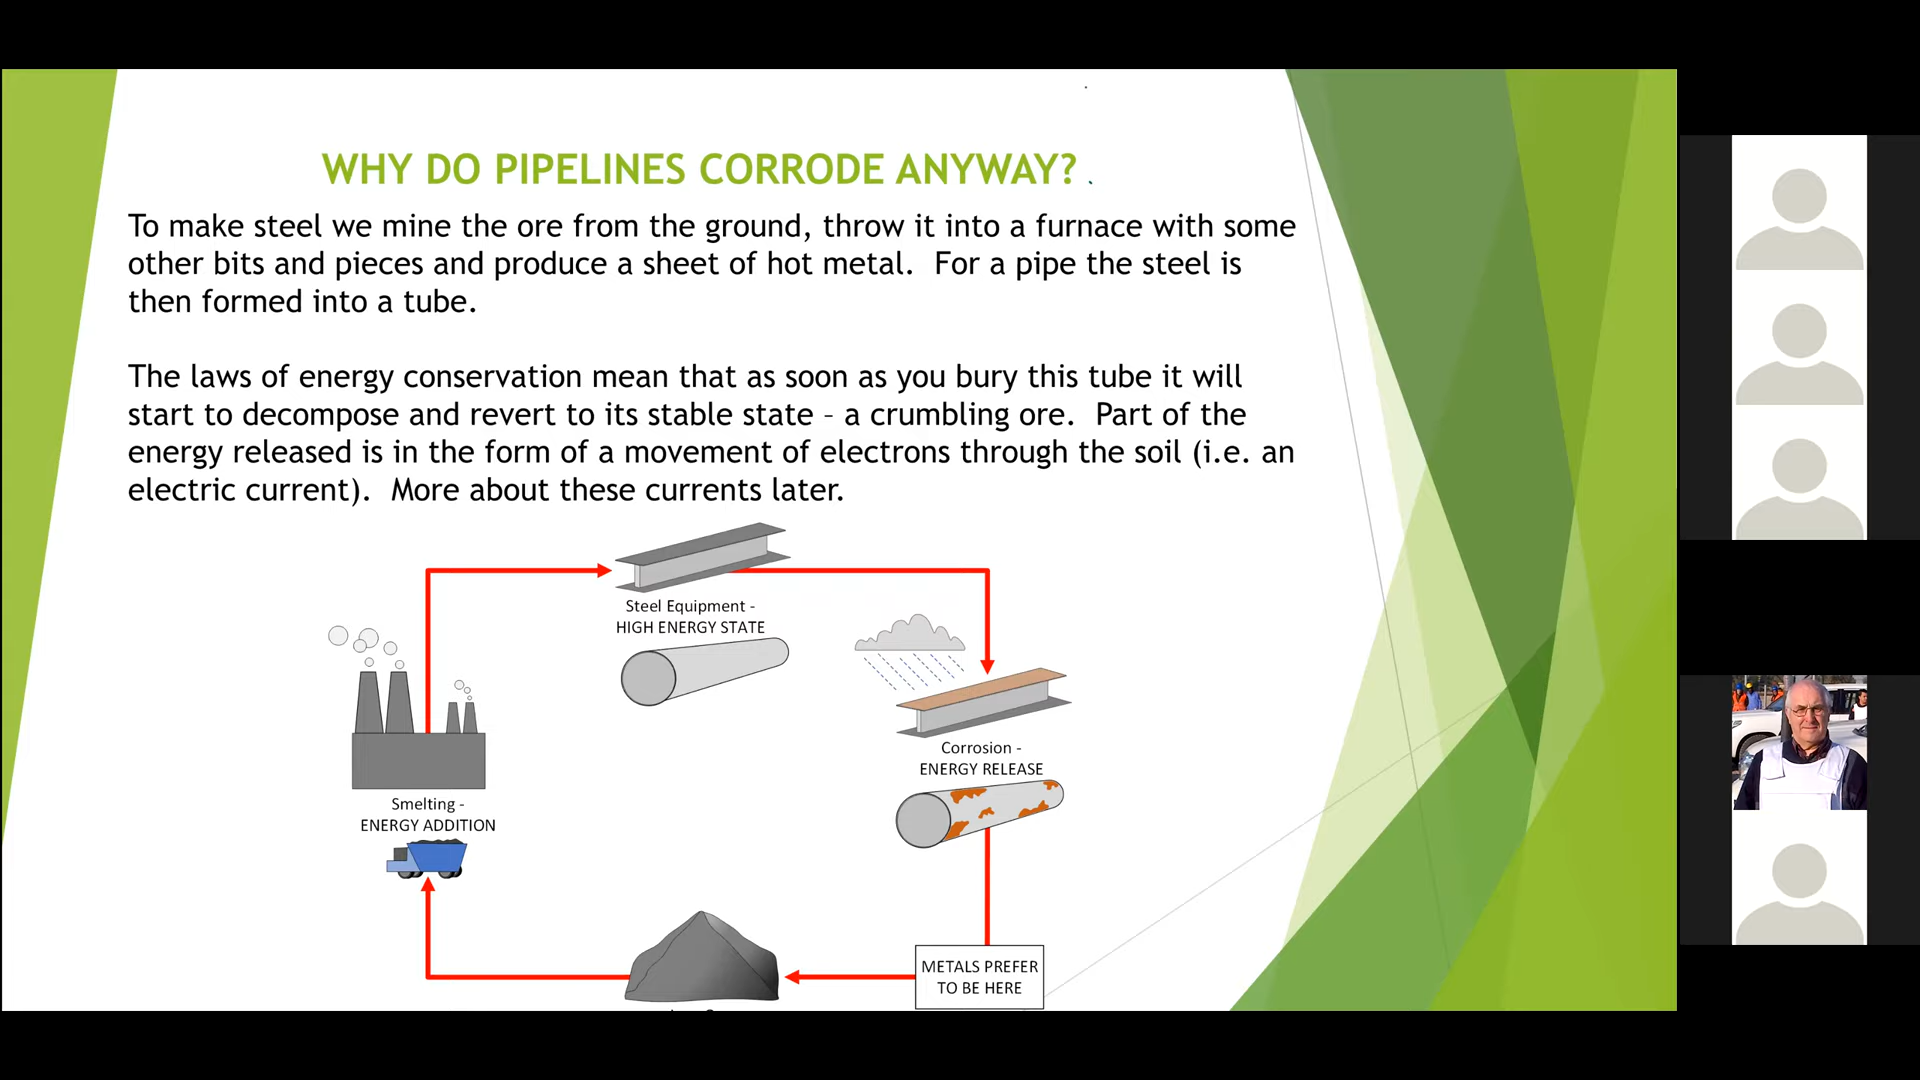 WHY DO PIPELINES CORRODE ANYWAY?
To make steel we mine the ore from the ground, throw it into a furnace with some
other bits and pieces and produce a sheet of hot metal.  For a pipe the steel is
then formed into a tube.
The laws of energy conservation mean that as soon as you bury this tube it will
start to decompose and revert to its stable state – a crumbling ore.  Part of the
energy released is in the form of a movement of electrons through the soil (i.e. an
electric current).  More about these currents later.
Steel Equipment -
HIGH ENERGY STATE
Corrosion -
ENERGY RELEASE
Smelting -
ENERGY ADDITION
METALS PREFER
TO BE HERE